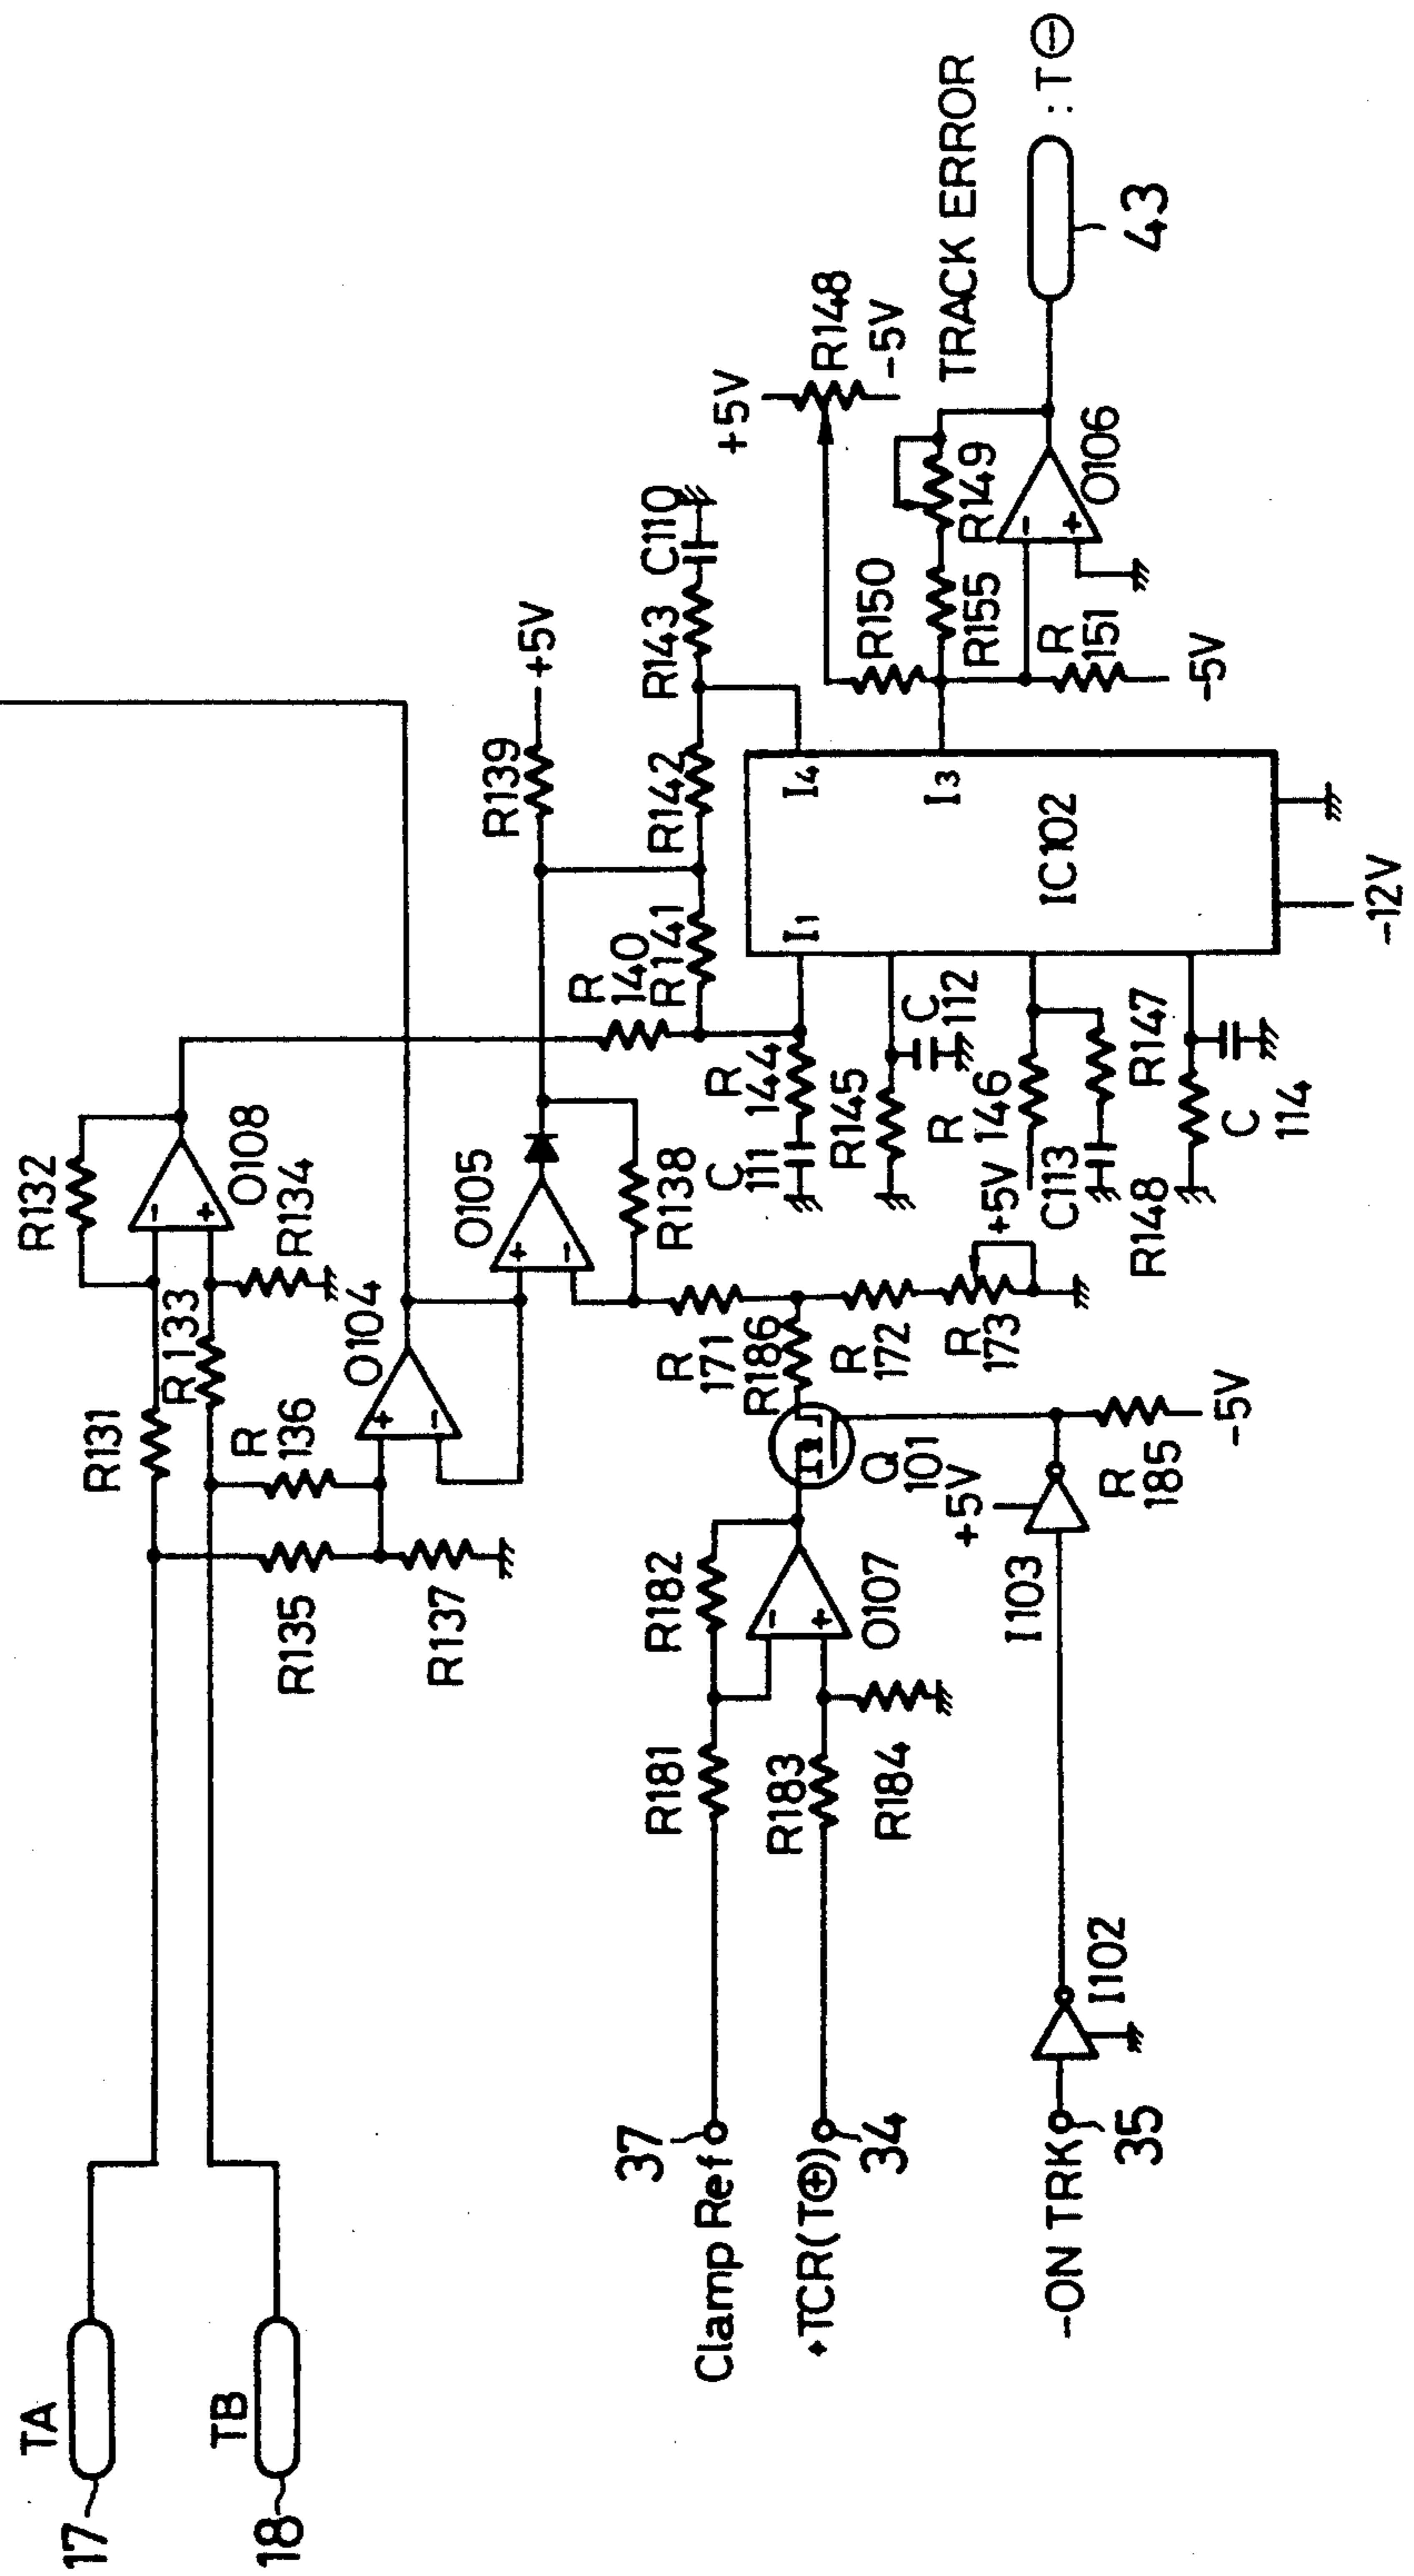 TA
17
TB
18
R131
R132
O108
R 133
R134
R135
R
136
R137
O104
O105
R138
R139
+5V
R
140
R141
R142
R143
C110
Clamp Ref
37
+TCR(T⊕)
34
-ON TRK
35
R181
R182
R183
R184
O107
I102
I103
+5V
Q
101
R
185
-5V
R186
R
171
R
172
R
173
C
111
R
144
R145
C
112
R
146
+5V
C113
R147
R148
C
114
I1
I4
I3
IC102
-12V
R150
R155
R149
R
151
-5V
+5V
R148
-5V
O106
TRACK ERROR
: T⊖
43